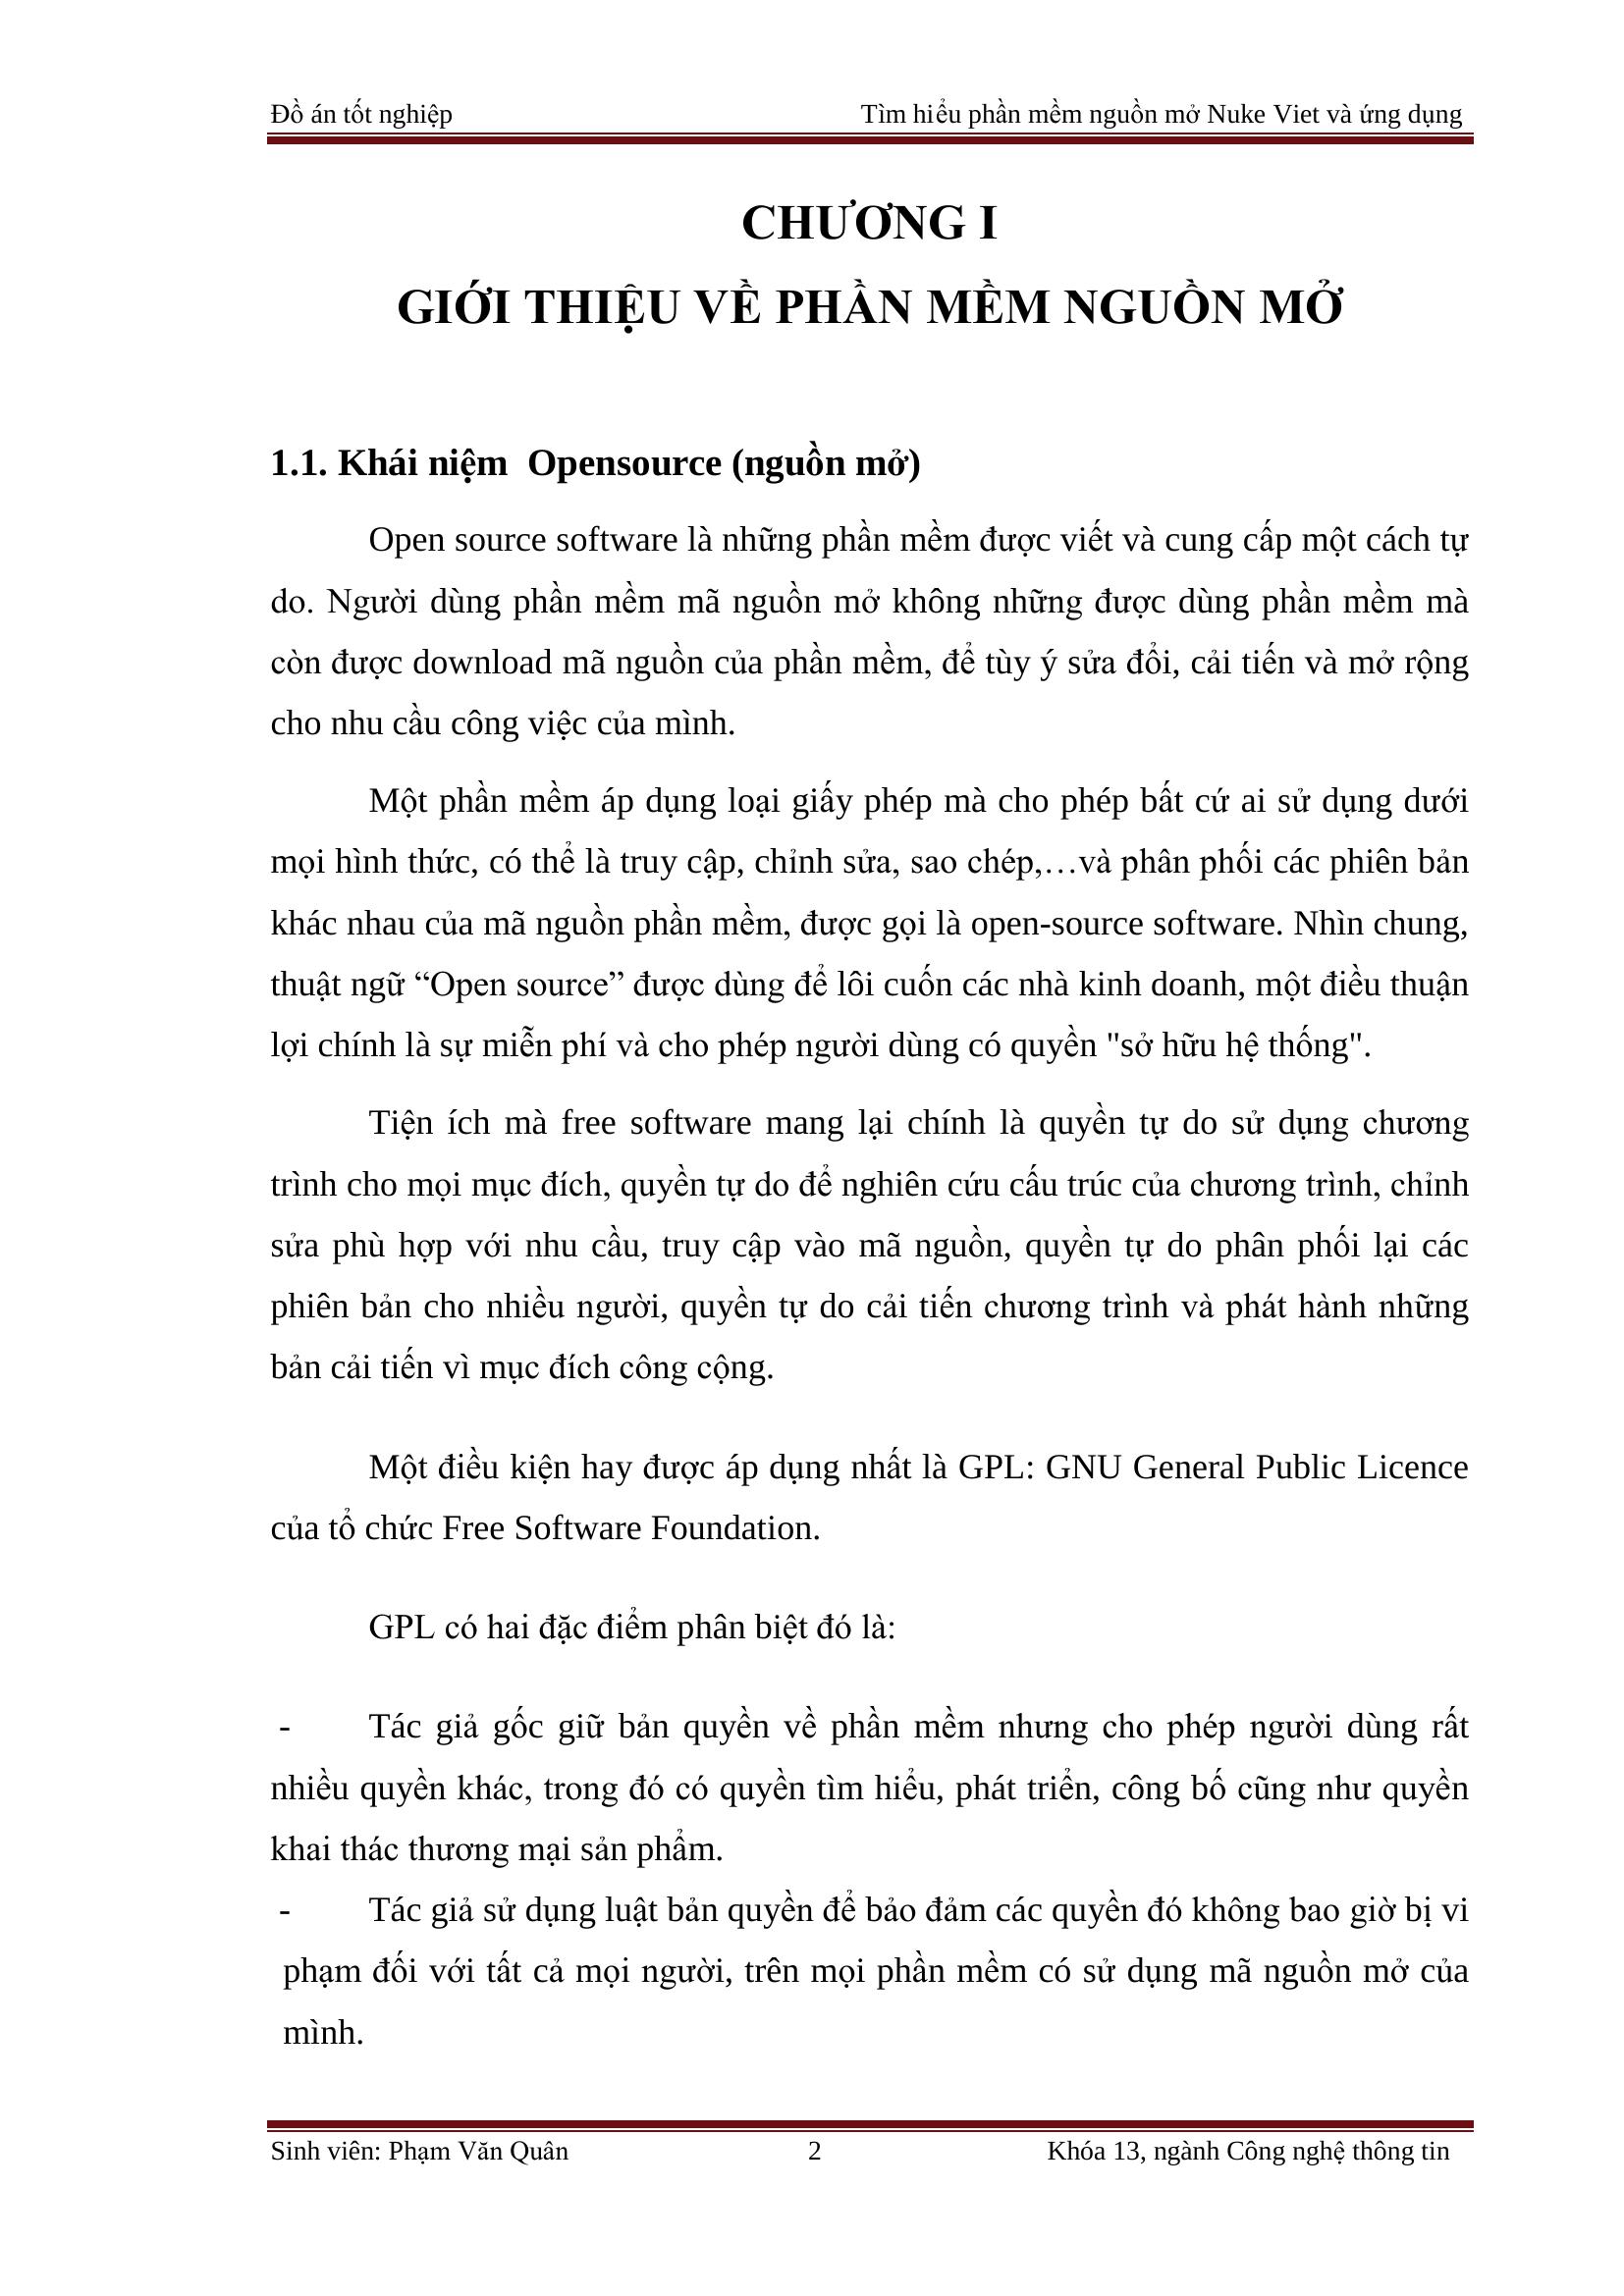 Đồ án tốt nghiệp Tìm hiểu phần mềm nguồn mở Nuke Viet và ứng dụng
CHƯƠNG I
GIỚI THIỆU VỀ PHẦN MỀM NGUỒN MỞ
1.1. Khái niệm Opensource (nguồn mở)
Open source software là những phần mềm được viết và cung cấp một cách tự
do. Người dùng phần mềm mã nguồn mở không những được dùng phần mềm mà
còn được download mã nguồn của phần mềm, để tùy ý sửa đổi, cải tiến và mở rộng
cho nhu cầu công việc của mình.
Một phần mềm áp dụng loại giấy phép mà cho phép bất cứ ai sử dụng dưới
mọi hình thức, có thể là truy cập, chỉnh sửa, sao chép,…và phân phối các phiên bản
khác nhau của mã nguồn phần mềm, được gọi là open-source software. Nhìn chung,
thuật ngữ “Open source” được dùng để lôi cuốn các nhà kinh doanh, một điều thuận
lợi chính là sự miễn phí và cho phép người dùng có quyền "sở hữu hệ thống".
Tiện ích mà free software mang lại chính là quyền tự do sử dụng chương
trình cho mọi mục đích, quyền tự do để nghiên cứu cấu trúc của chương trình, chỉnh
sửa phù hợp với nhu cầu, truy cập vào mã nguồn, quyền tự do phân phối lại các
phiên bản cho nhiều người, quyền tự do cải tiến chương trình và phát hành những
bản cải tiến vì mục đích công cộng.
Một điều kiện hay được áp dụng nhất là GPL: GNU General Public Licence
của tổ chức Free Software Foundation.
GPL có hai đặc điểm phân biệt đó là:
- Tác giả gốc giữ bản quyền về phần mềm nhưng cho phép người dùng rất
nhiều quyền khác, trong đó có quyền tìm hiểu, phát triển, công bố cũng như quyền
khai thác thương mại sản phẩm.
- Tác giả sử dụng luật bản quyền để bảo đảm các quyền đó không bao giờ bị vi
phạm đối với tất cả mọi người, trên mọi phần mềm có sử dụng mã nguồn mở của
mình.
Sinh viên: Phạm Văn Quân 2 Khóa 13, ngành Công nghệ thông tin